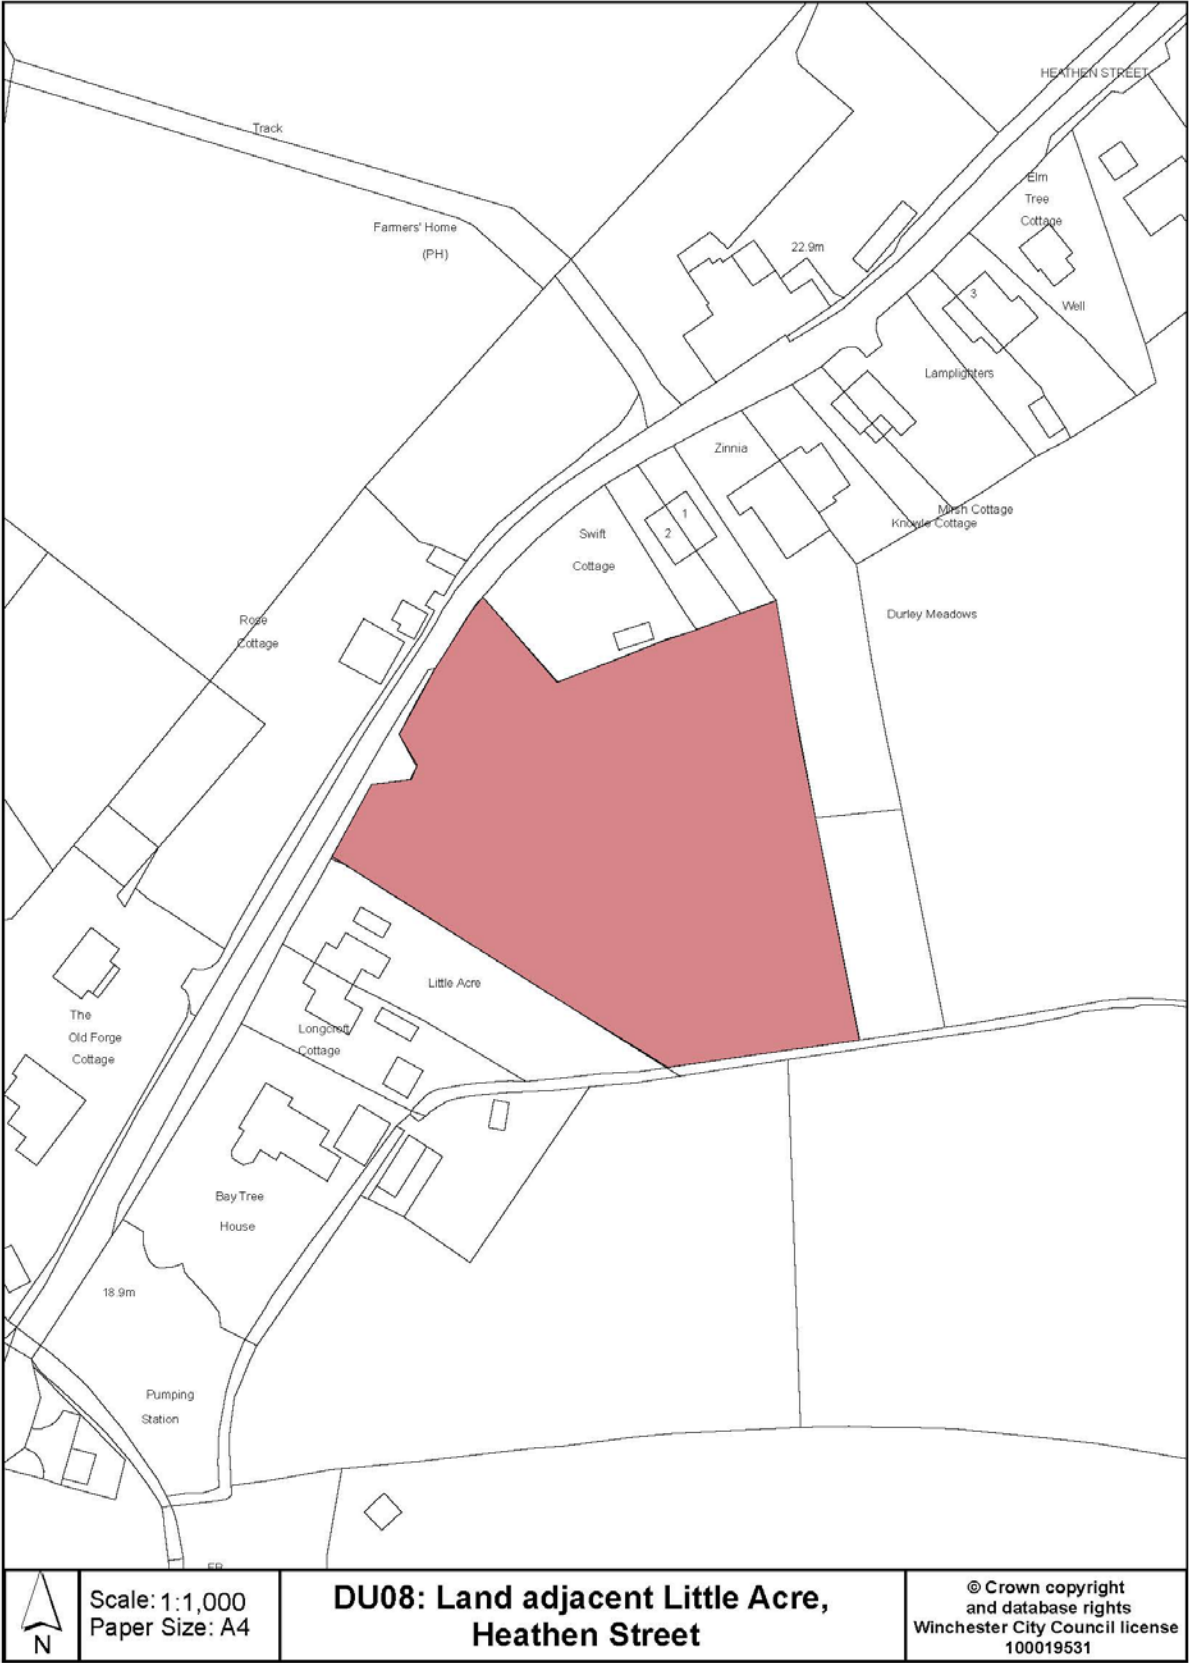 HEATHEN STREET
Track
Elm
Tree
Cottage
Farmers' Home
(PH)
22.9m
3
Well
Lamplighters
Zinnia
Mirsh Cottage
Knowle Cottage
1
2
Swift
Cottage
Durley Meadows
Rose
Cottage
Little Acre
The
Old Forge
Cottage
Longcroft
Cottage
Bay Tree
House
18.9m
Pumping
Station
N
Scale: 1:1,000
Paper Size: A4
DU08: Land adjacent Little Acre,
Heathen Street
© Crown copyright
and database rights
Winchester City Council license
100019531